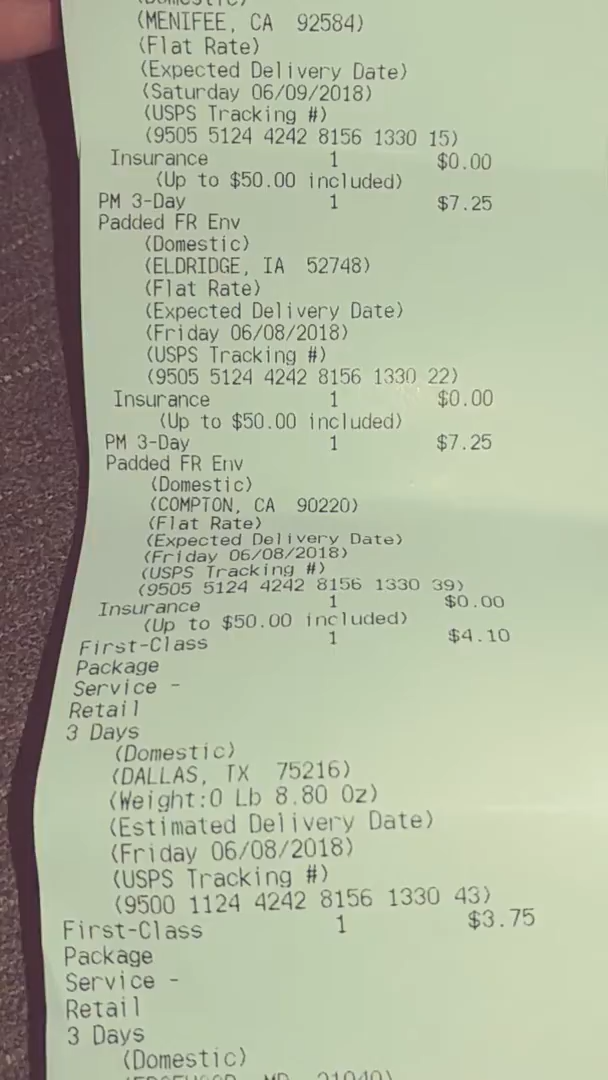 (MENIFEE, CA 92584)
(Flat Rate)
(Expected Delivery Date)
(Saturday 06/09/2018)
(USPS Tracking #)
(9505 5124 4242 8156 1330 15)
Insurance 1 $0.00
(Up to $50.00 included)
PM 3-Day 1 $7.25
Padded FR Env
(Domestic)
(ELDRIDGE, IA 52748)
(Flat Rate)
(Expected Delivery Date)
(Friday 06/08/2018)
(USPS Tracking #)
(9505 5124 4242 8156 1330 22)
Insurance 1 $0.00
(Up to $50.00 included)
PM 3-Day 1 $7.25
Padded FR Env
(Domestic)
(COMPTON, CA 90220)
(Flat Rate)
(Expected Delivery Date)
(Friday 06/08/2018)
(USPS Tracking #)
(9505 5124 4242 8156 1330 39)
Insurance 1 $0.00
(Up to $50.00 included)
First-Class 1 $4.10
Package
Service -
Retail
3 Days
(Domestic)
(DALLAS, TX 75216)
(Weight:0 Lb 8.80 Oz)
(Estimated Delivery Date)
(Friday 06/08/2018)
(USPS Tracking #)
(9500 1124 4242 8156 1330 43)
First-Class 1 $3.75
Package
Service -
Retail
3 Days
(Domestic)